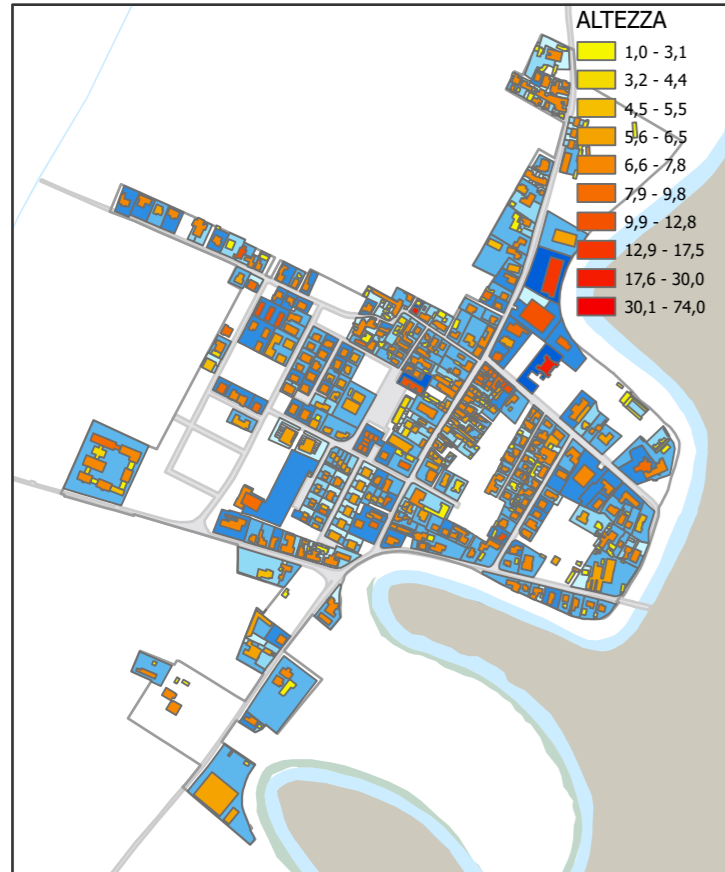 ALTEZZA
1,0 - 3,1
3,2 - 4,4
4,5 - 5,5
5,6 - 6,5
6,6 - 7,8
7,9 - 9,8
9,9 - 12,8
12,9 - 17,5
17,6 - 30,0
30,1 - 74,0